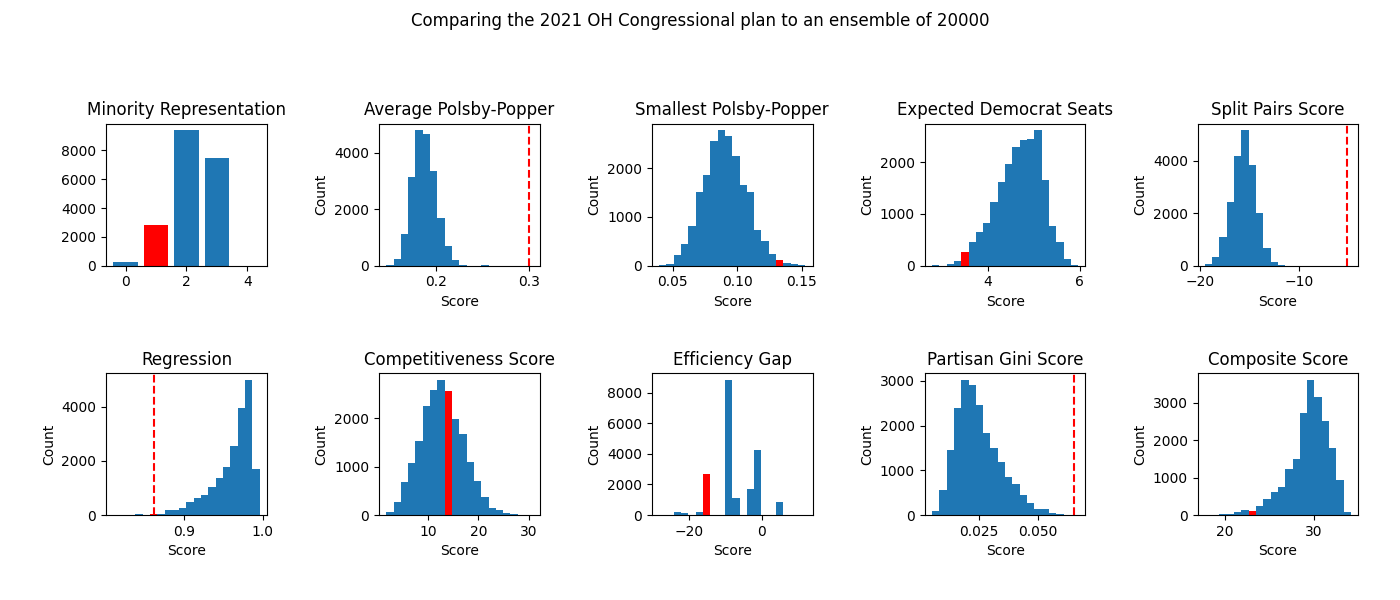 Comparing the 2021 OH Congressional plan to an ensemble of 20000
Minority Representation
8000
6000
4000
2000
0
0 2 4
Average Polsby-Popper
Count
4000
2000
0
0.2 0.3
Score
Smallest Polsby-Popper
Count
2000
1000
0
0.05 0.10 0.15
Score
Expected Democrat Seats
Count
2000
1000
0
4 6
Score
Split Pairs Score
Count
4000
2000
0
−20 −10
Score
Regression
Count
4000
2000
0
0.9 1.0
Score
Competitiveness Score
Count
2000
1000
0
10 20 30
Score
Efficiency Gap
Count
8000
6000
4000
2000
0
−20 0
Score
Partisan Gini Score
Count
3000
2000
1000
0
0.025 0.050
Score
Composite Score
Count
3000
2000
1000
0
20 30
Score